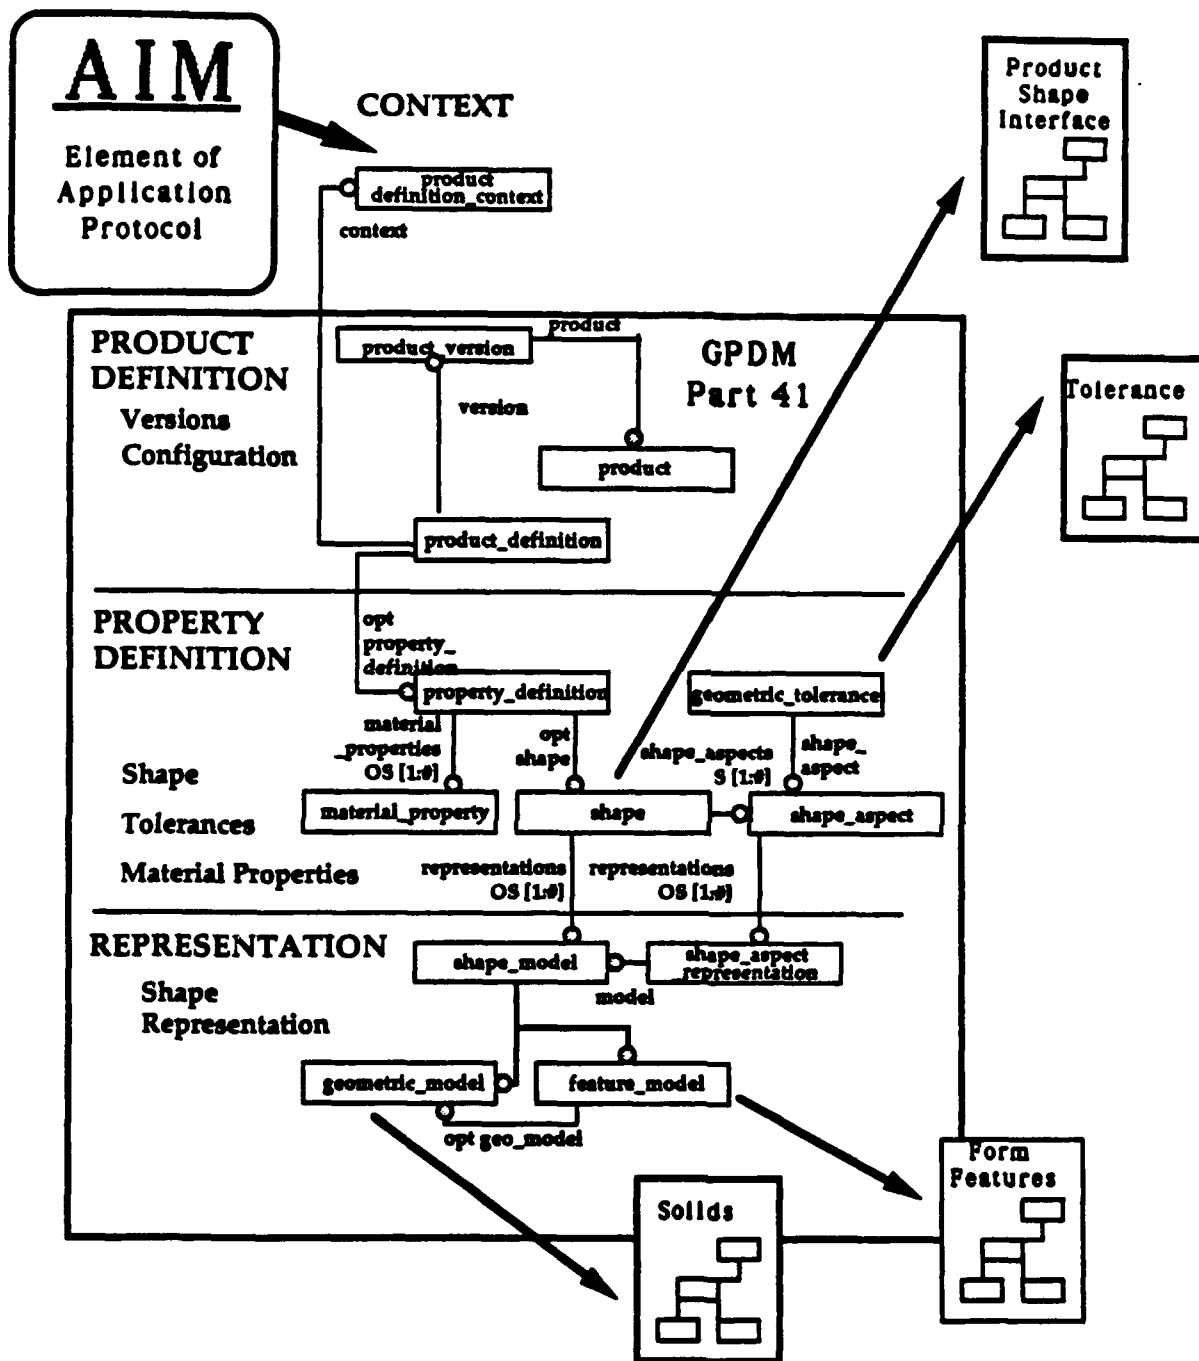 AIM
Element of
Application
Protocol
CONTEXT
product
definition_context
context
Product
Shape
Interface
PRODUCT
DEFINITION
Versions
Configuration
product_version
product
version
GPDM
Part 41
product
product_definition
Tolerance
PROPERTY
DEFINITION
Shape
Tolerances
Material Properties
opt
property_
definition
property_definition
geometric_tolerance
material
_properties
OS [1:#]
opt
shape
shape_aspects
S [1:#]
shape_
aspect
material_property
shape
shape_aspect
representations
OS [1:#]
representations
OS [1:#]
REPRESENTATION
Shape
Representation
shape_model
shape_aspect
_representation
model
geometric_model
feature_model
opt geo_model
Form
Features
Solids